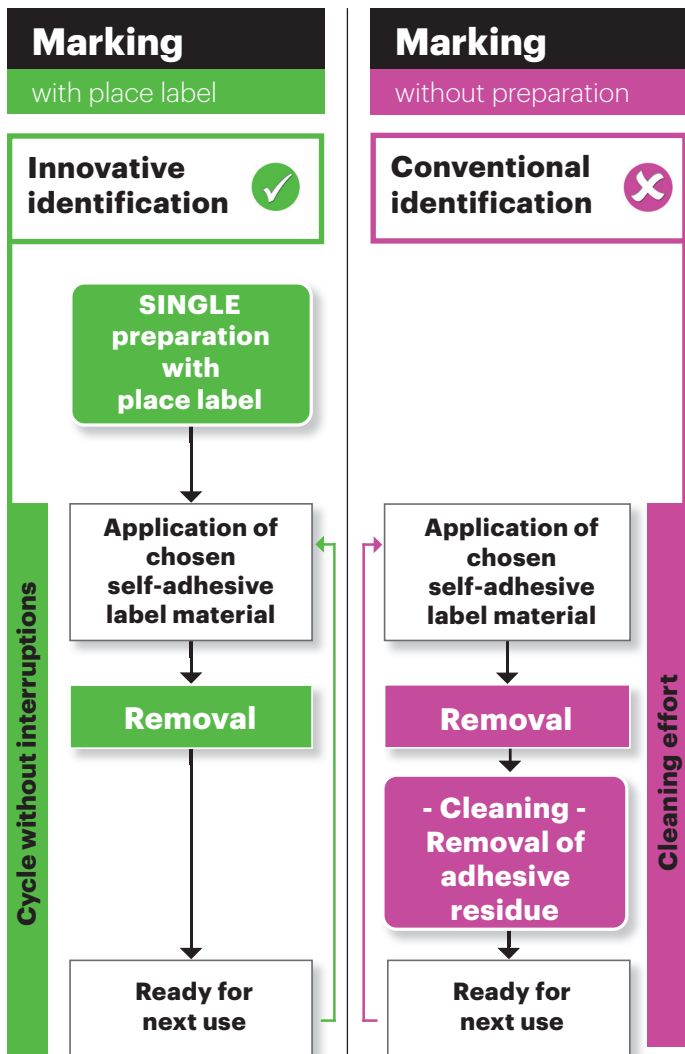 Marking
with place label
Innovative
identification
SINGLE
preparation
with
place label
Application of
chosen
self-adhesive
label material
Removal
Ready for
next use
Cycle without interruptions
Marking
without preparation
Conventional
identification
Application of
chosen
self-adhesive
label material
Removal
- Cleaning -
Removal of
adhesive
residue
Ready for
next use
Cleaning effort